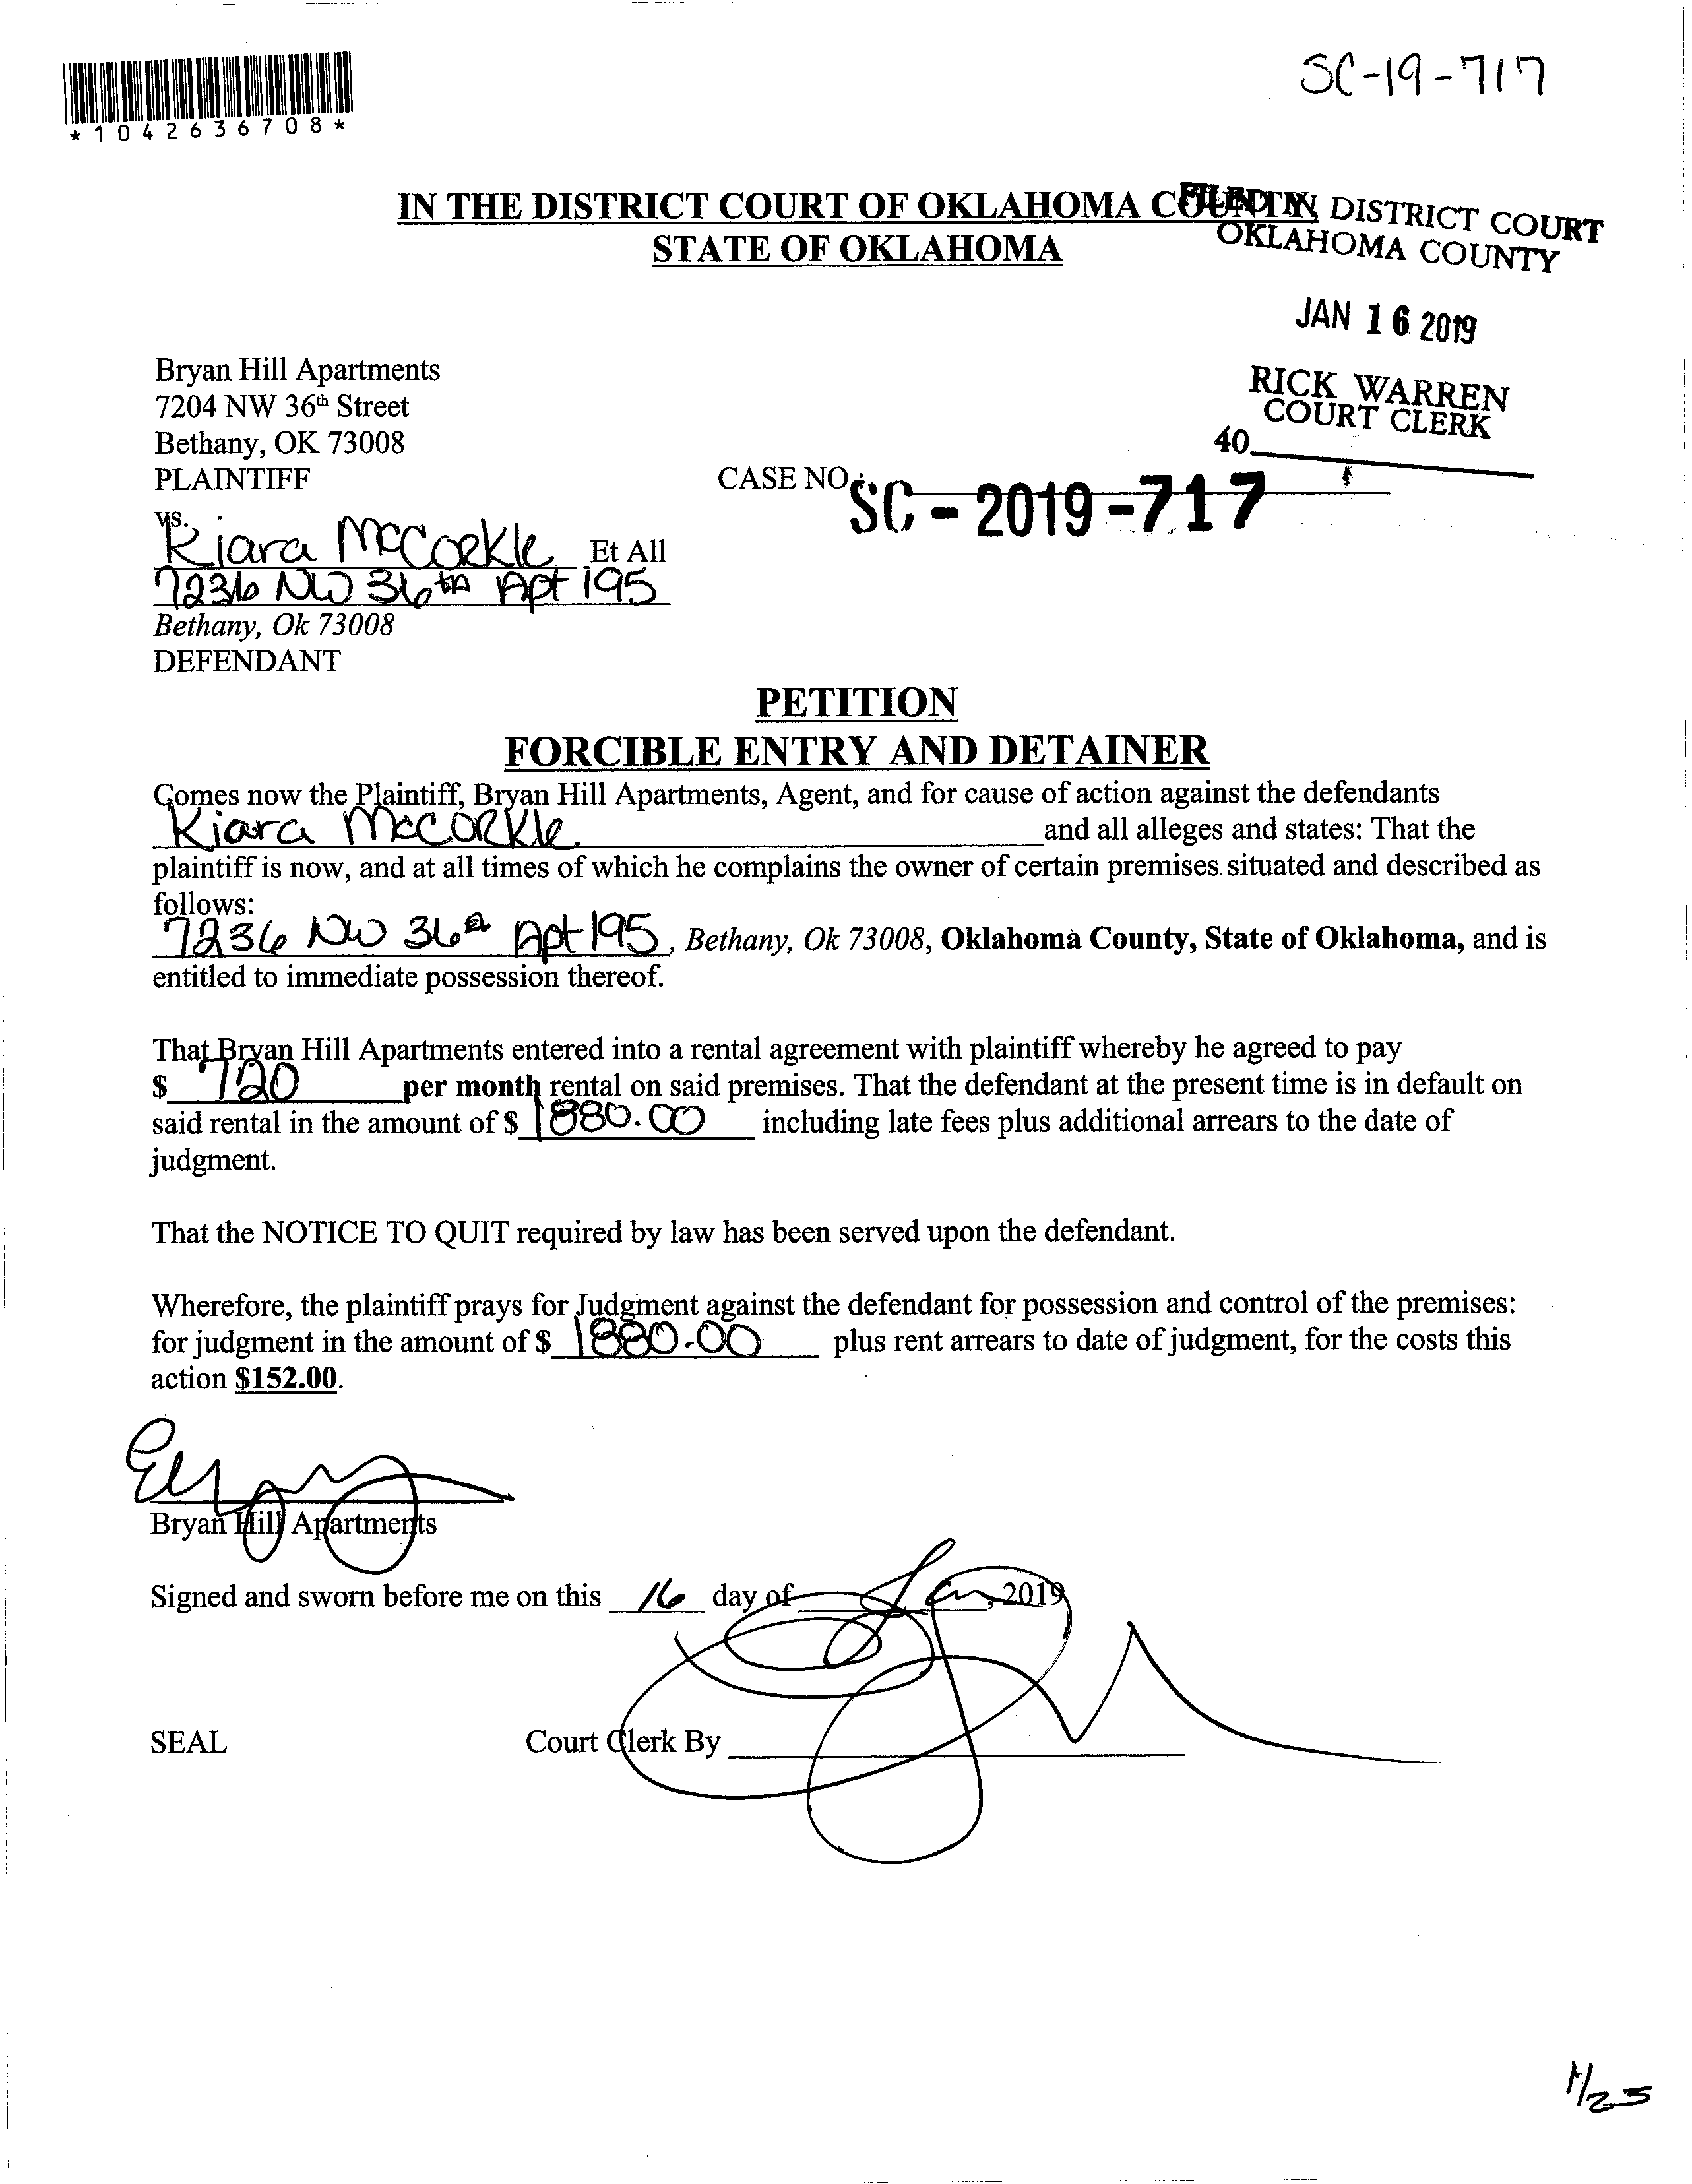 SC-19-717
*1042636708*
IN THE DISTRICT COURT OF OKLAHOMA COUNTY,
STATE OF OKLAHOMA
FILED IN DISTRICT COURT
OKLAHOMA COUNTY
JAN 16 2019
RICK WARREN
COURT CLERK
40
Bryan Hill Apartments
7204 NW 36th Street
Bethany, OK 73008
PLAINTIFF
CASE NO.: SC-2019-717
vs.
Kiara McCorkle Et All
7236 NW 36th Apt 195
Bethany, Ok 73008
DEFENDANT
PETITION
FORCIBLE ENTRY AND DETAINER
Comes now the Plaintiff, Bryan Hill Apartments, Agent, and for cause of action against the defendants
Kiara McCorkle and all alleges and states: That the
plaintiff is now, and at all times of which he complains the owner of certain premises situated and described as
follows:
7236 NW 36th Apt 195, Bethany, Ok 73008, Oklahoma County, State of Oklahoma, and is
entitled to immediate possession thereof.
That Bryan Hill Apartments entered into a rental agreement with plaintiff whereby he agreed to pay
$ 720 per month rental on said premises. That the defendant at the present time is in default on
said rental in the amount of $ 1880.00 including late fees plus additional arrears to the date of
judgment.
That the NOTICE TO QUIT required by law has been served upon the defendant.
Wherefore, the plaintiff prays for Judgment against the defendant for possession and control of the premises:
for judgment in the amount of $ 1880.00 plus rent arrears to date of judgment, for the costs this
action $152.00.
Bryan Hill Apartments
Signed and sworn before me on this 16 day of Jan, 2019
SEAL Court Clerk By
1/25